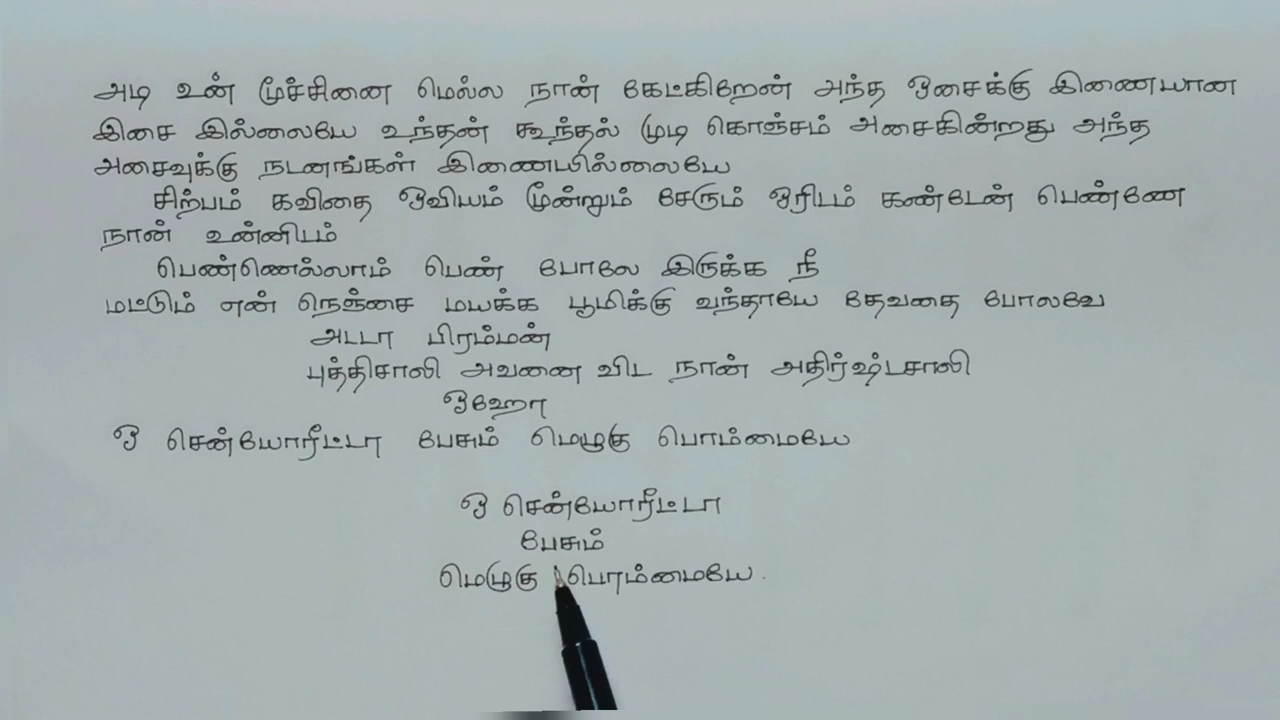 அடி உன் மூச்சினை மெல்ல நான் கேட்கிறேன் அந்த ஓசைக்கு இணையான
இசை இல்லையே உந்தன் கூந்தல் முடி கொஞ்சம் அசைகின்றது அந்த
அசைவுக்கு நடனங்கள் இணையில்லையே
சிற்பம் கவிதை ஓவியம் மூன்றும் சேரும் ஓரிடம் கண்டேன் பெண்ணே
நான் உன்னிடம்
பெண்ணெல்லாம் பெண் போலே இருக்க நீ
மட்டும் என் நெஞ்சை மயக்க பூமிக்கு வந்தாயே தேவதை போலவே
அடடா பிரம்மன்
புத்திசாலி அவனை விட நான் அதிர்ஷ்டசாலி
ஓஹோ
ஓ சென்யோரீட்டா பேசும் மெழுகு பொம்மையே
ஓ சென்யோரீட்டா
பேசும்
மெழுகு பொம்மையே.